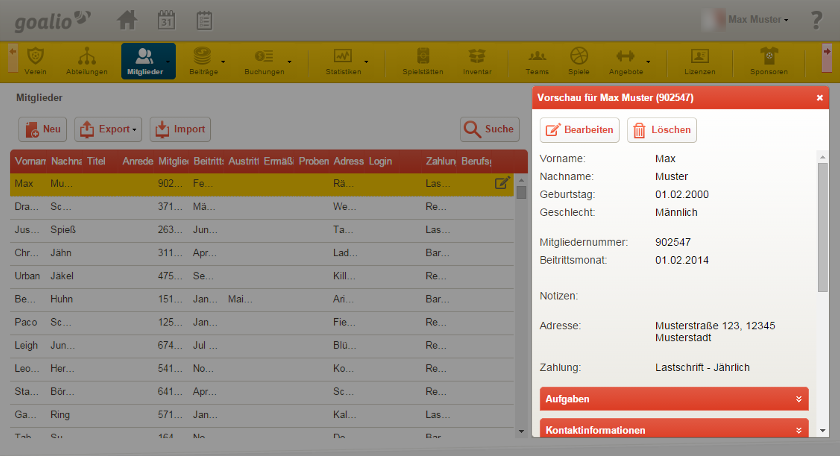 goalio
31
Max Muster
?
Verein Abteilungen Mitglieder Beiträge Buchungen Statistiken Spielstätten Inventar Teams Spiele Angebote Lizenzen Sponsoren
Mitglieder
Neu Export Import Suche
Vornam Nachna Titel Anrede Mitglie Beitritts Austritt Ermäß Proben Adress Login Zahlun Berufsg
Max Mu... 902... Fe... Rä... Las...
Dra... Sc... 371... Mä... We... Re...
Jus... Spieß 263... Jun... Ta... Las...
Chr... Jähn 311... Apr... Lad... Bar...
Urban Jäkel 475... Se... Kill... Re...
Be... Huhn 151... Jan... Mai... Ari... Bar...
Paco Sc... 125... Jan... Fie... Re...
Leigh Jun... 674... Jul ... Blü... Re...
Leo... Her... 541... No... Ko... Re...
Sta... Bör... 641... Apr... Sc... Re...
Ga... Ring 571... Jan... Kal... Las...
Tab... Su... 164... No... De... Bar...
Vorschau für Max Muster (902547)
Bearbeiten Löschen
Vorname: Max
Nachname: Muster
Geburtstag: 01.02.2000
Geschlecht: Männlich
Mitgliedernummer: 902547
Beitrittsmonat: 01.02.2014
Notizen:
Adresse: Musterstraße 123, 12345
Musterstadt
Zahlung: Lastschrift - Jährlich
Aufgaben
Kontaktinformationen